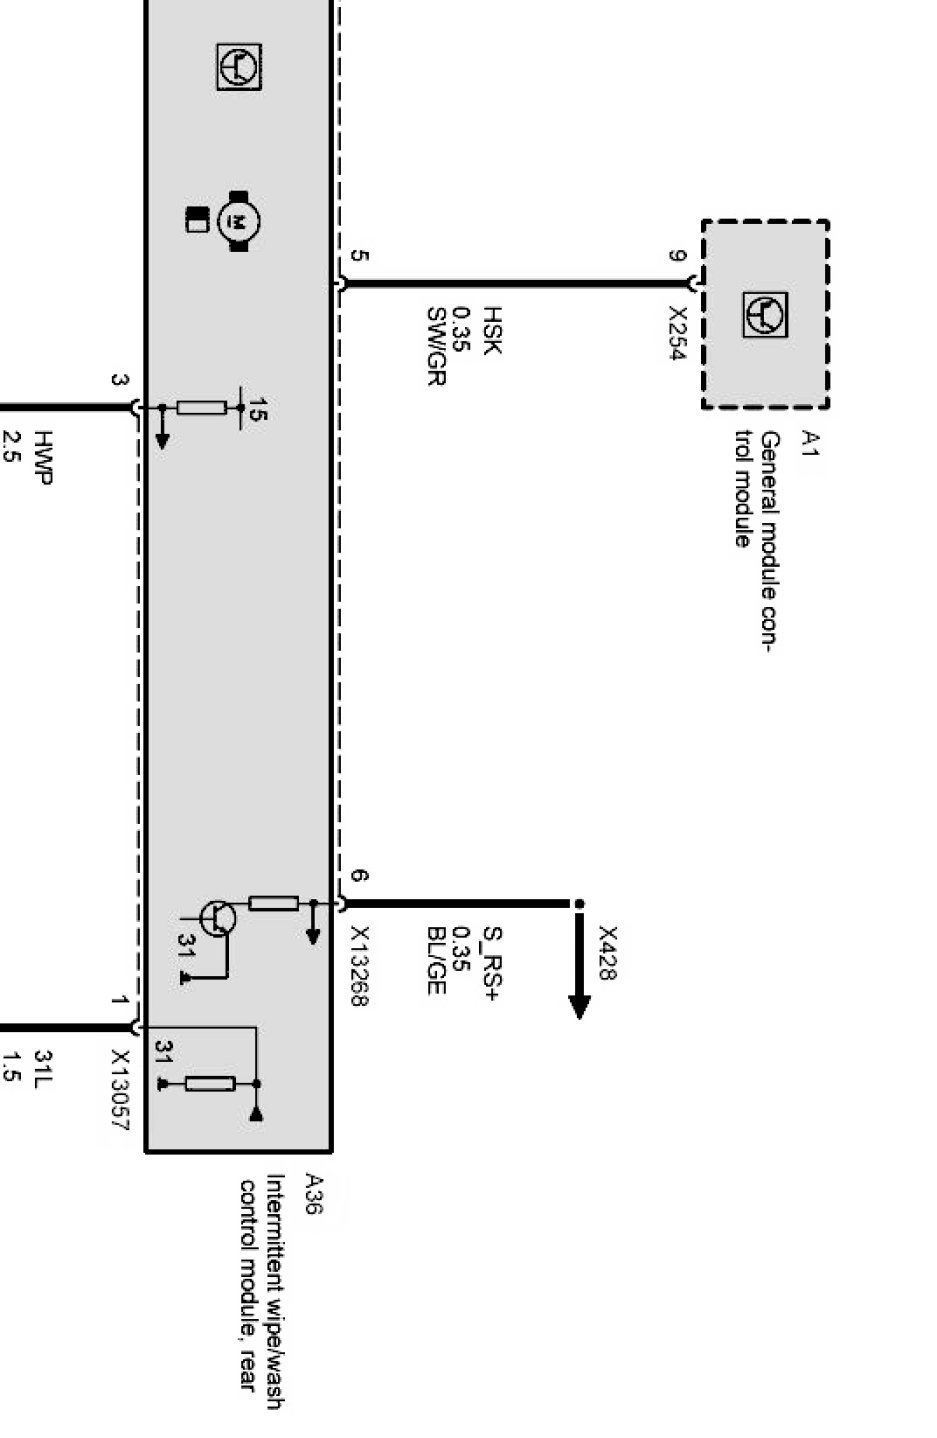 A1
General module con-
trol module
9
X254
5
HSK
0.35
SW/GR
X428
6
X13268
S_RS+
0.35
BL/GE
M
15
31
31
3
HWP
2.5
1
X13057
31L
1.5
A36
Intermittent wipe/wash
control module, rear